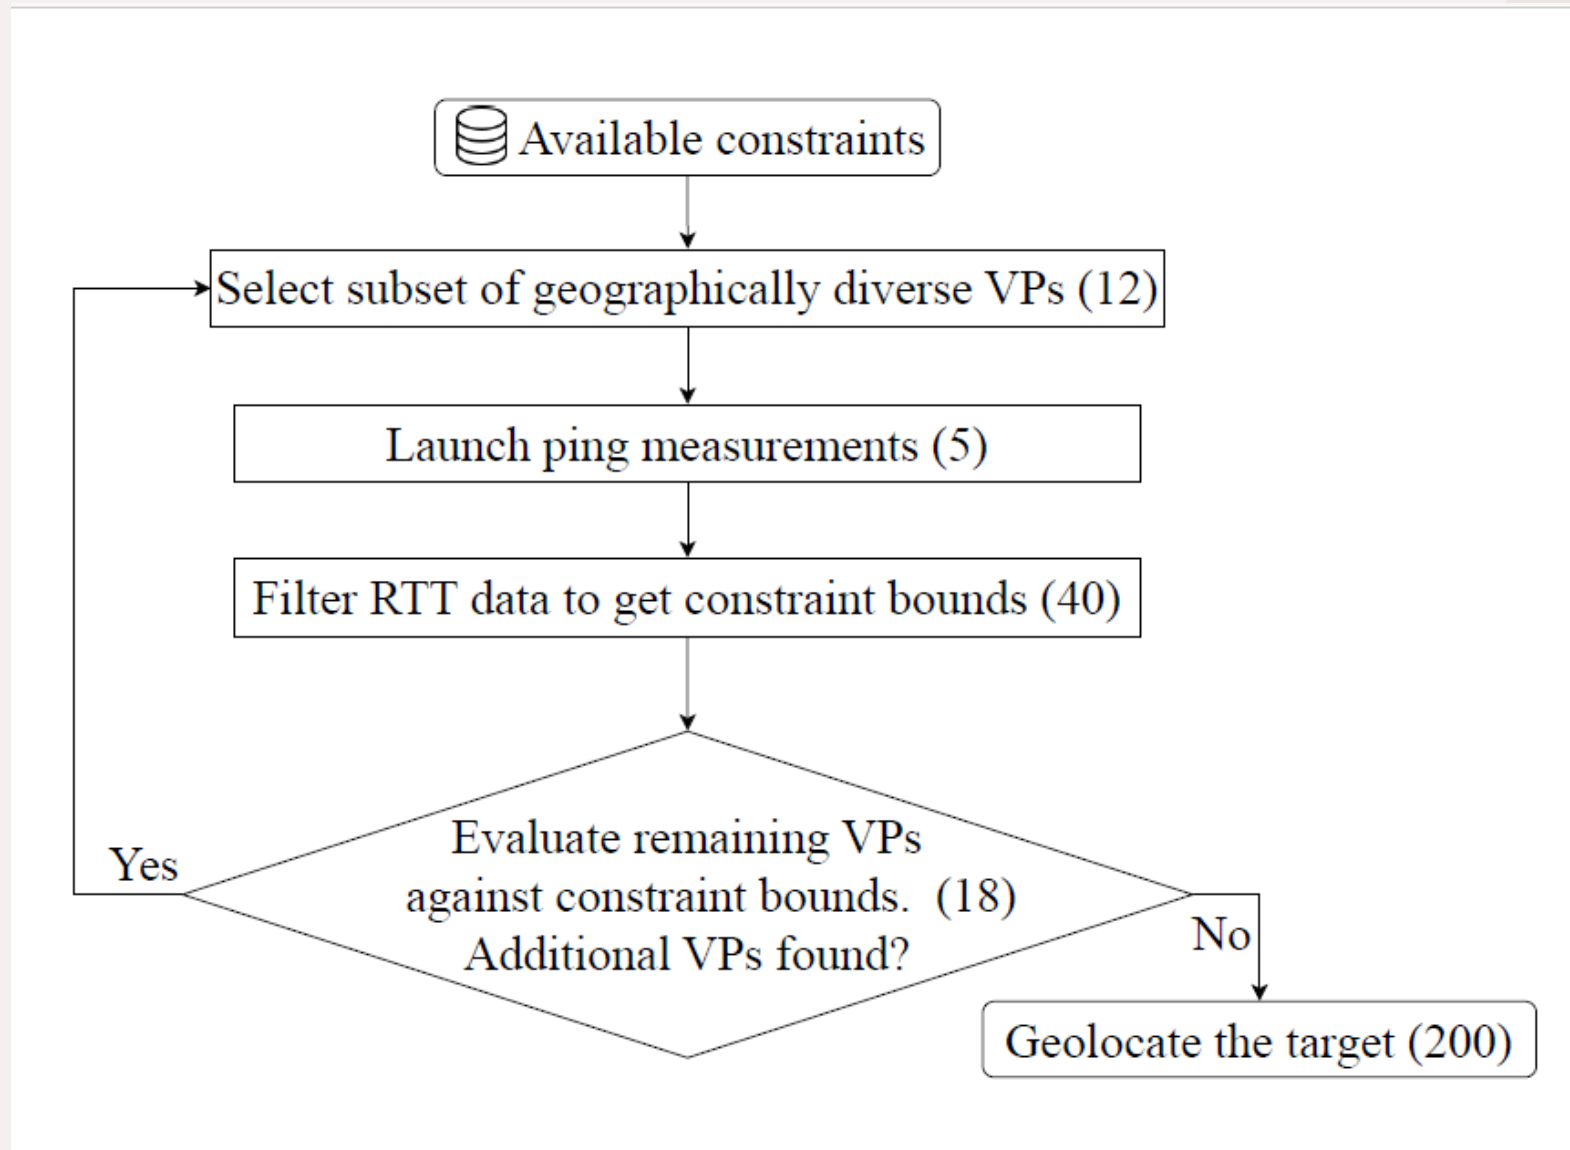 Available constraints
Select subset of geographically diverse VPs (12)
Launch ping measurements (5)
Filter RTT data to get constraint bounds (40)
Evaluate remaining VPs
against constraint bounds. (18)
Additional VPs found?
Yes
No
Geolocate the target (200)